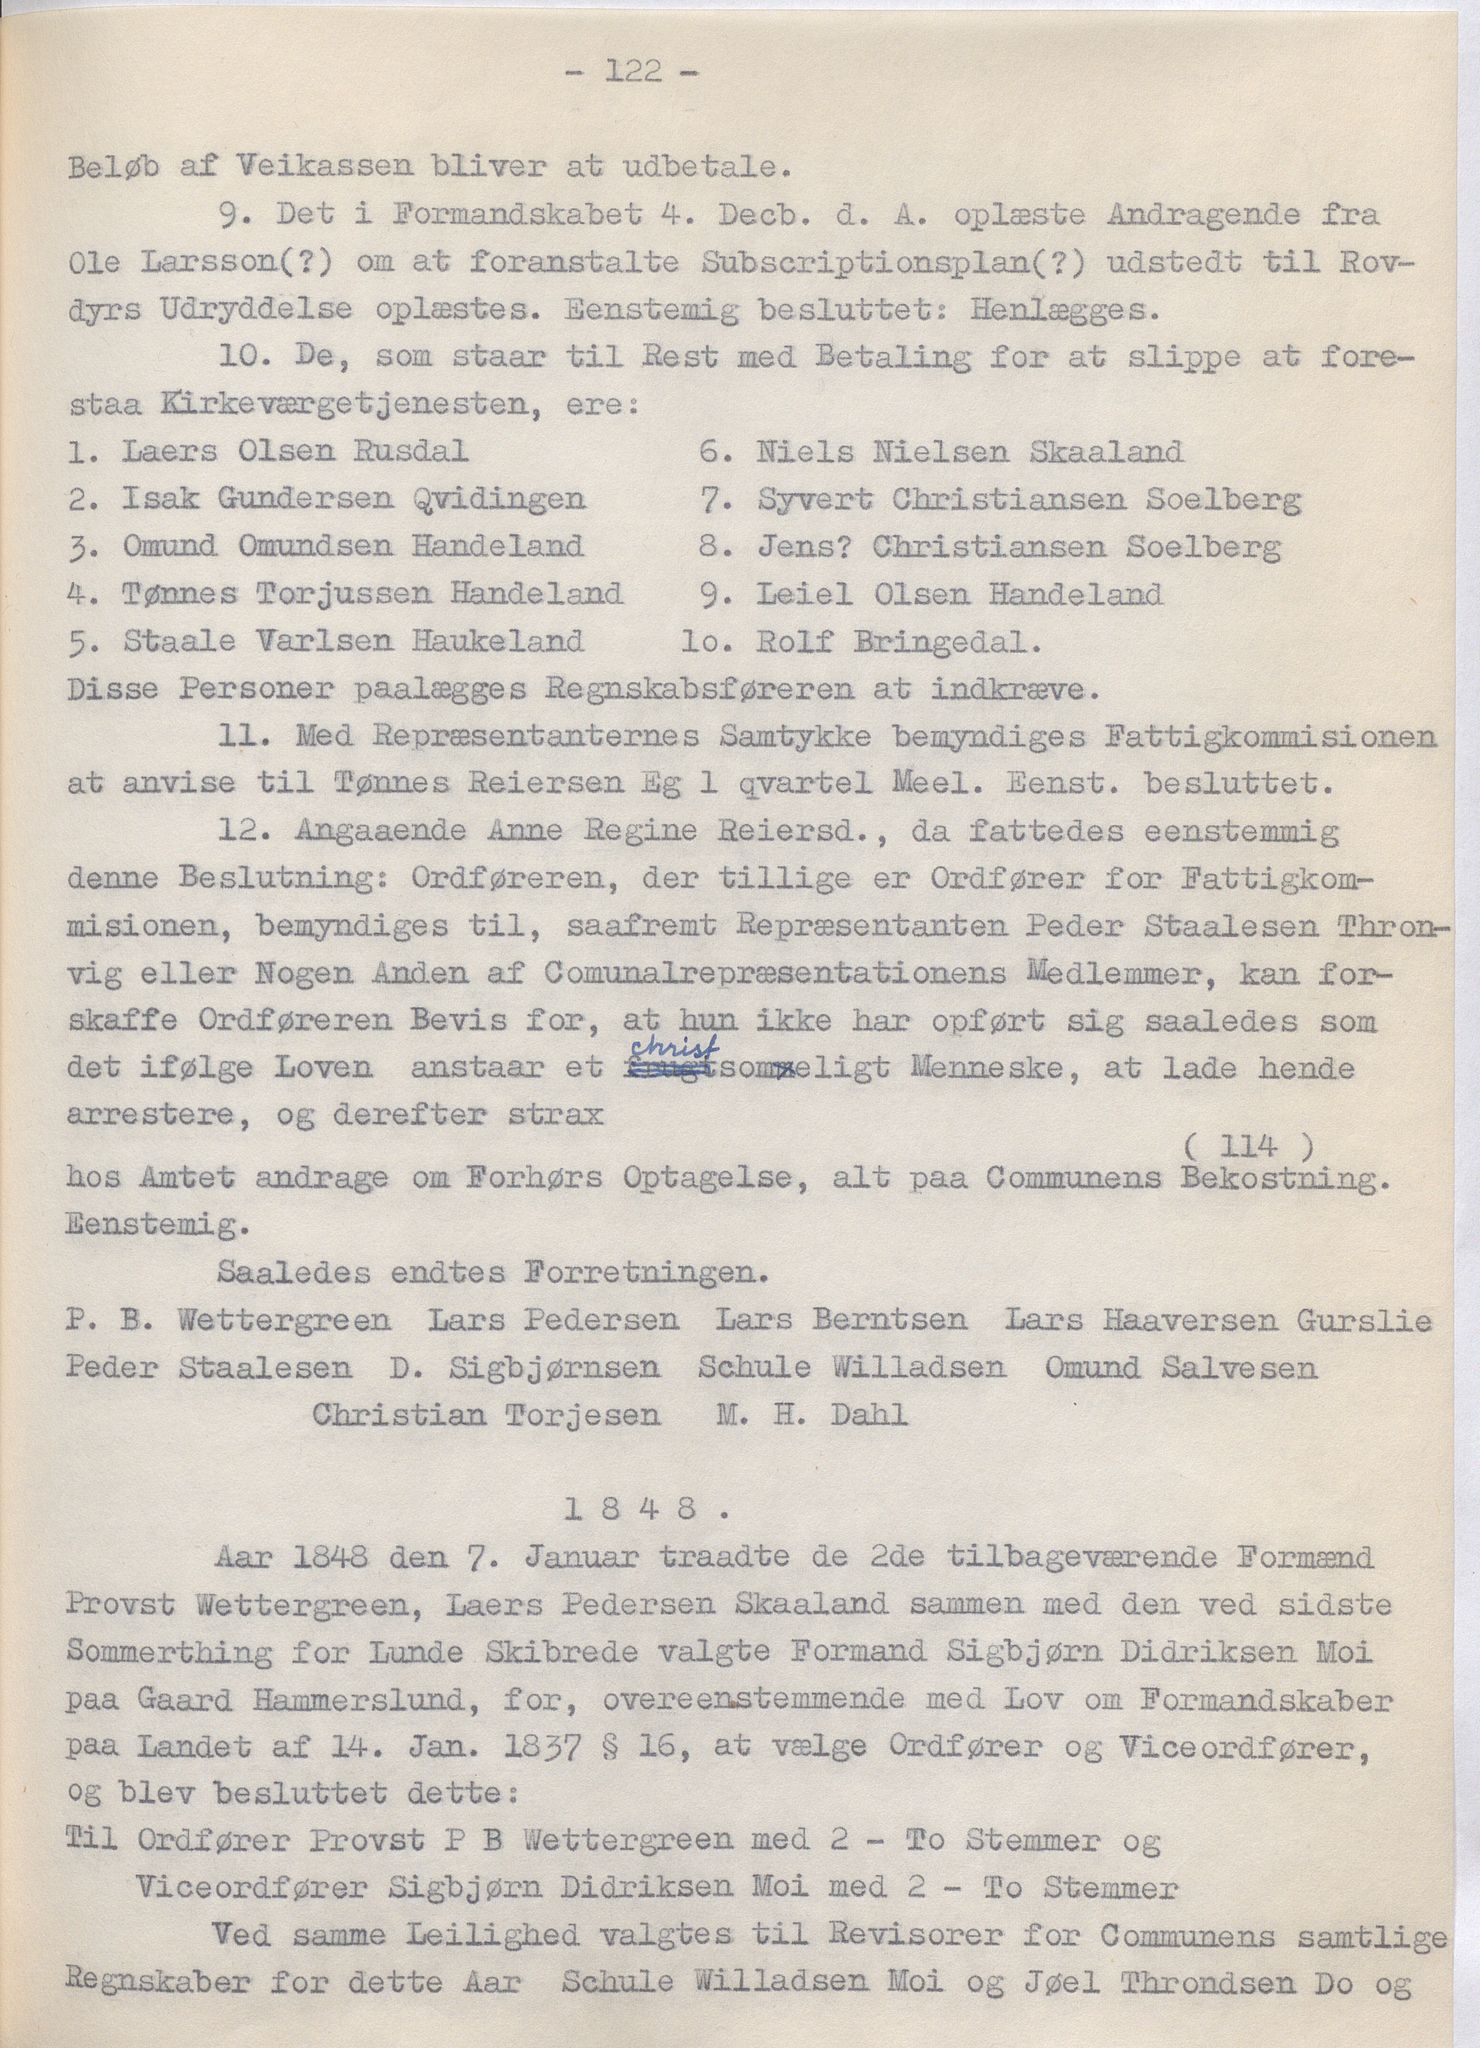 - 122 -
Beløb af Veikassen bliver at udbetale.
9. Det i Formandskabet 4. Decb. d. A. oplæste Andragende fra
Ole Larsson(?) om at foranstalte Subscriptionsplan(?) udstedt til Rov-
dyrs Udryddelse oplæstes. Eenstemig besluttet: Henlægges.
10. De, som staar til Rest med Betaling for at slippe at fore-
staa Kirkeværgetjenesten, ere:
1. Laers Olsen Rusdal 6. Niels Nielsen Skaaland
2. Isak Gundersen Qvidingen 7. Syvert Christiansen Soelberg
3. Omund Omundsen Handeland 8. Jens? Christiansen Soelberg
4. Tønnes Torjussen Handeland 9. Leiel Olsen Handeland
5. Staale Varlsen Haukeland 1o. Rolf Bringedal.
Disse Personer paalægges Regnskabsføreren at indkræve.
11. Med Repræsentanternes Samtykke bemyndiges Fattigkommisionen
at anvise til Tønnes Reiersen Eg 1 qvartel Meel. Eenst. besluttet.
12. Angaaende Anne Regine Reiersd., da fattedes eenstemmig
denne Beslutning: Ordføreren, der tillige er Ordfører for Fattigkom-
misionen, bemyndiges til, saafremt Repræsentanten Peder Staalesen Thron-
vig eller Nogen Anden af Comunalrepræsentationens Medlemmer, kan for-
skaffe Ordføreren Bevis for, at hun ikke har opført sig saaledes som
christ
det ifølge Loven anstaar et frugtsommeligt Menneske, at lade hende
arrestere, og derefter strax
( 114 )
hos Amtet andrage om Forhørs Optagelse, alt paa Communens Bekostning.
Eenstemig.
Saaledes endtes Forretningen.
P. B. Wettergreen Lars Pedersen Lars Berntsen Lars Haaversen Gurslie
Peder Staalesen D. Sigbjørnsen Schule Willadsen Omund Salvesen
Christian Torjesen M. H. Dahl
1 8 4 8 .
Aar 1848 den 7. Januar traadte de 2de tilbageværende Formænd
Provst Wettergreen, Laers Pedersen Skaaland sammen med den ved sidste
Sommerthing for Lunde Skibrede valgte Formand Sigbjørn Didriksen Moi
paa Gaard Hammerslund, for, overeenstemmende med Lov om Formandskaber
paa Landet af 14. Jan. 1837 § 16, at vælge Ordfører og Viceordfører,
og blev besluttet dette:
Til Ordfører Provst P B Wettergreen med 2 - To Stemmer og
Viceordfører Sigbjørn Didriksen Moi med 2 - To Stemmer
Ved samme Leilighed valgtes til Revisorer for Communens samtlige
Regnskaber for dette Aar Schule Willadsen Moi og Jøel Throndsen Do og